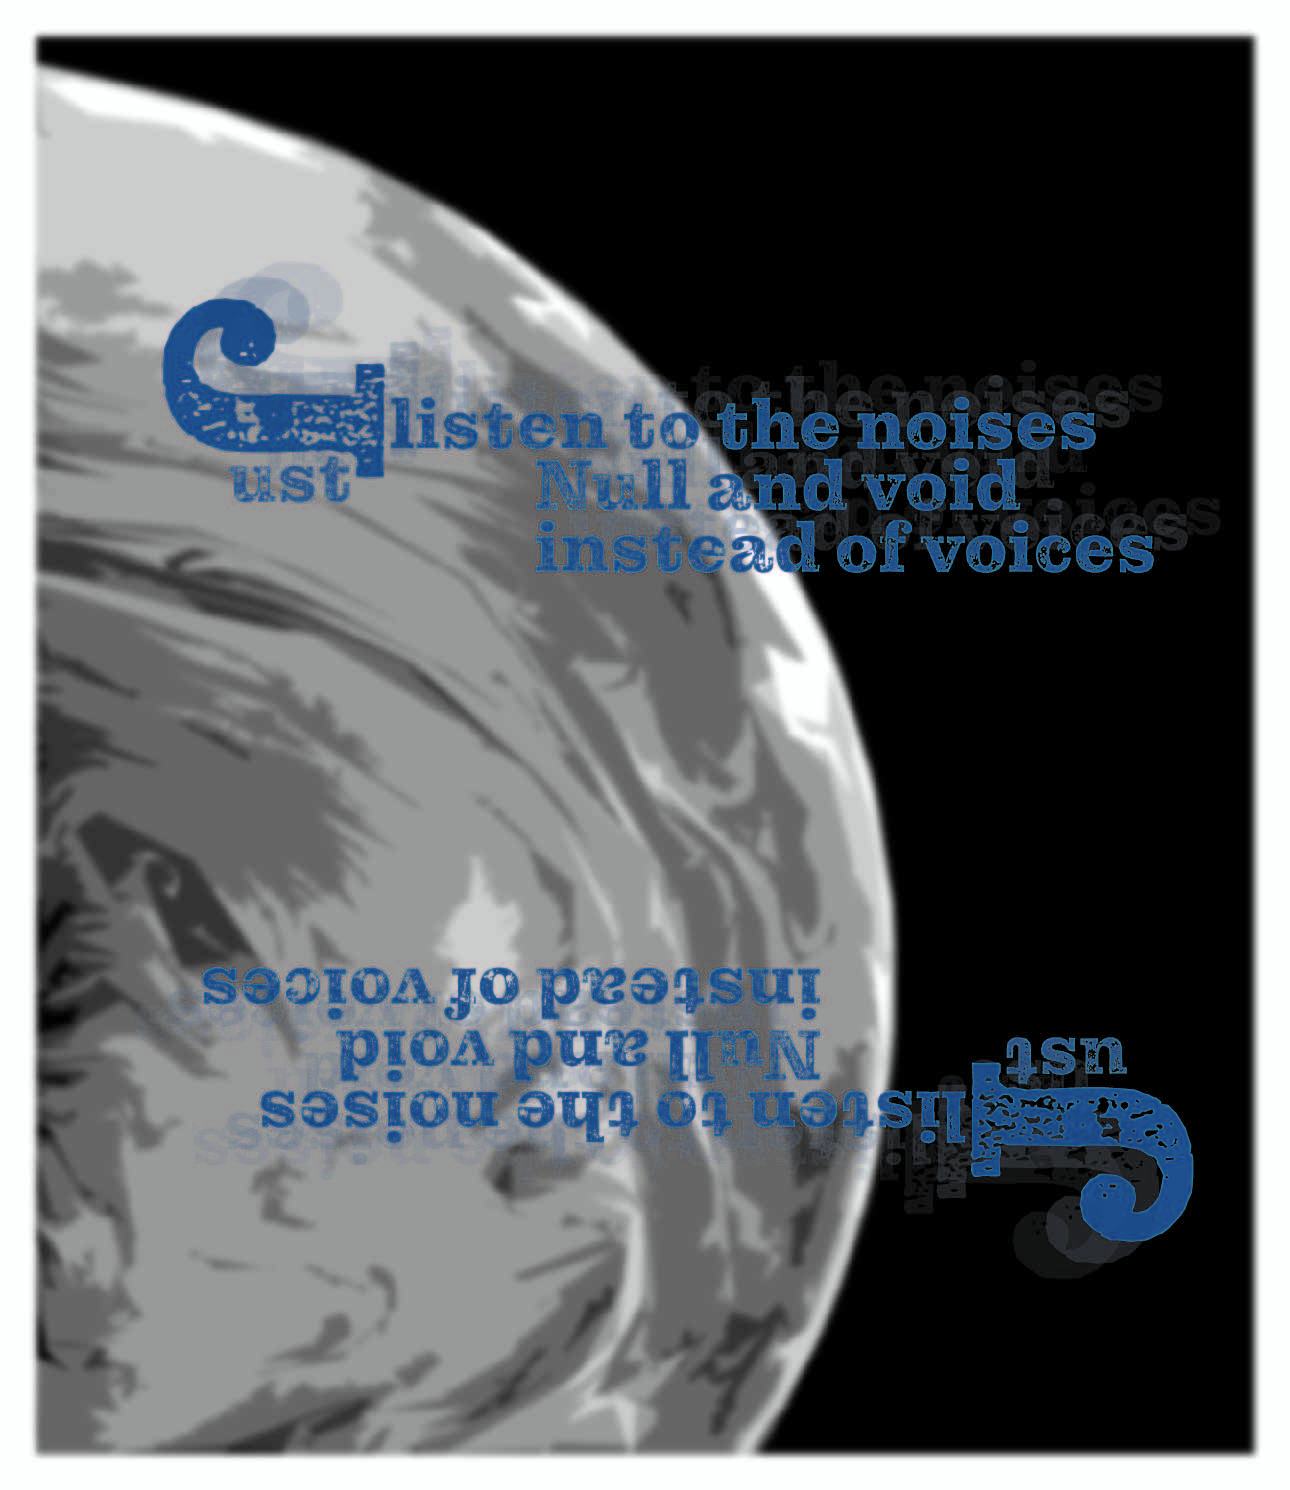 Just listen to the noises
Null and void
instead of voices
Just listen to the noises
Null and void
instead of voices